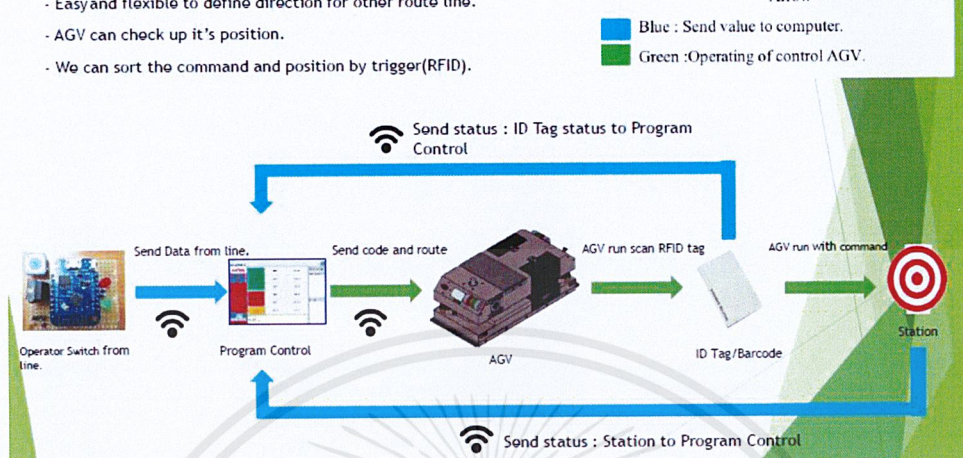 - Easy and flexible to define direction for other route line.
- AGV can check up it's position.
- We can sort the command and position by trigger(RFID).
Blue : Send value to computer.
Green :Operating of control AGV.
Send status : ID Tag status to Program
Control
Send Data from line.
Send code and route
AGV run scan RFID tag
AGV run with command
Operator Switch from
line.
Program Control
AGV
ID Tag/Barcode
Station
Send status : Station to Program Control